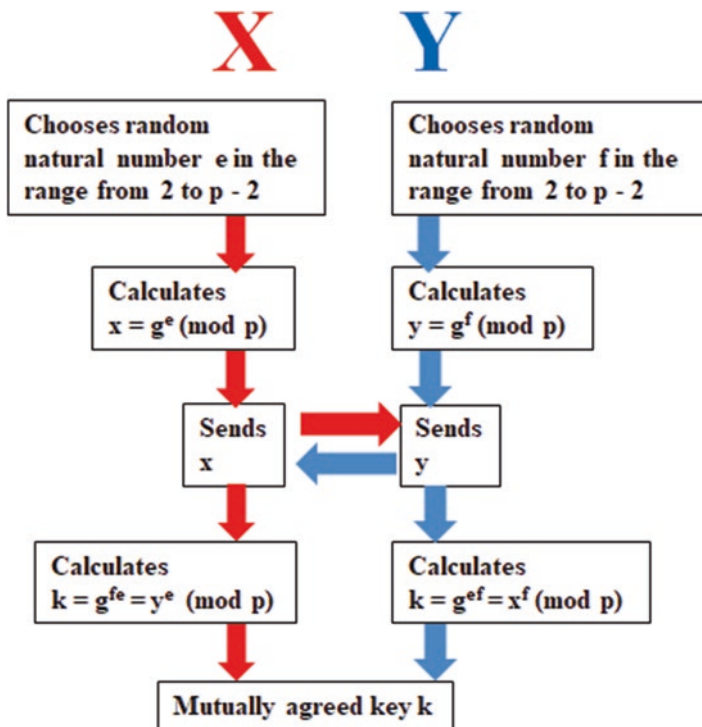 X Y
Chooses random
natural number e in the
range from 2 to p - 2
Chooses random
natural number f in the
range from 2 to p - 2
Calculates
x = gᵉ (mod p)
Calculates
y = gᶠ (mod p)
Sends
x
Sends
y
Calculates
k = gᶠᵉ = yᵉ (mod p)
Calculates
k = gᵉᶠ = xᶠ (mod p)
Mutually agreed key k